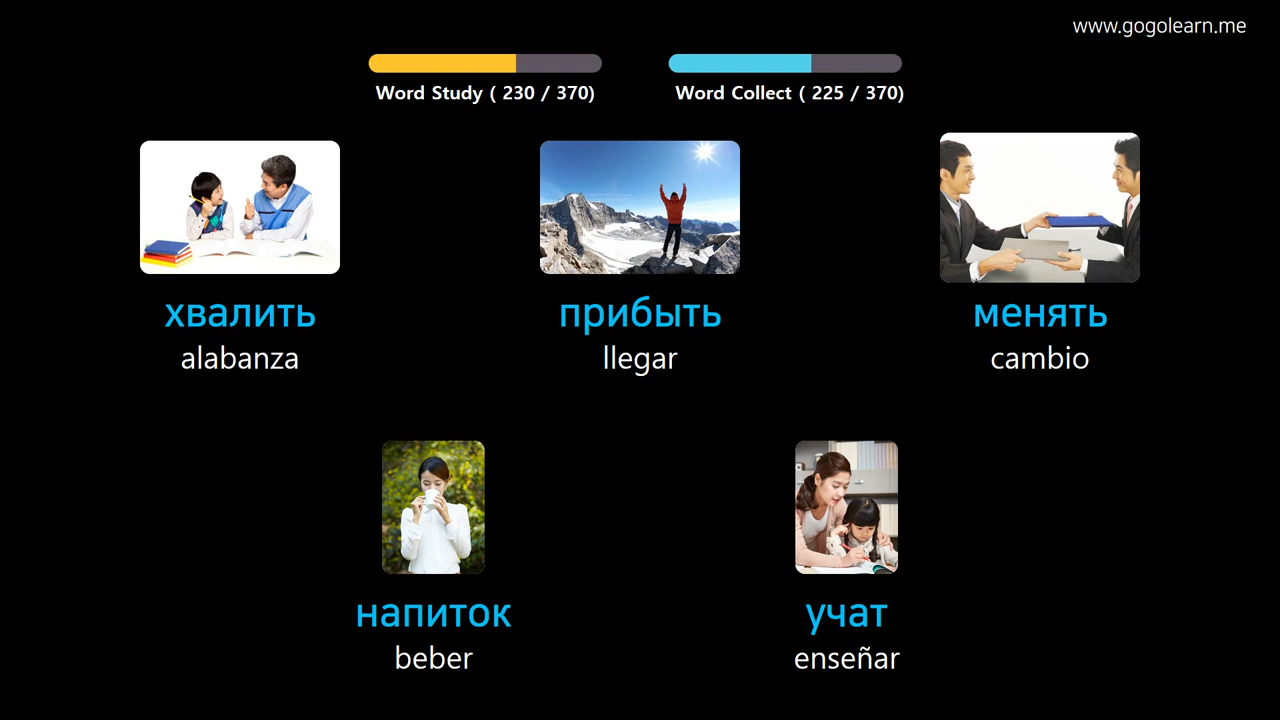 www.gogolearn.me
Word Study ( 230 / 370)
Word Collect ( 225 / 370)
хвалить
alabanza
прибыть
llegar
менять
cambio
напиток
beber
учат
enseñar